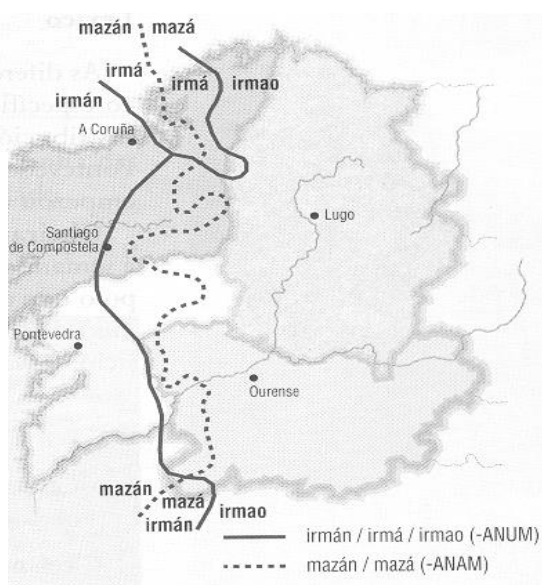 mazán mazá
irmá irmá irmao
irmán
A Coruña
Lugo
Santiago
de Compostela
Pontevedra
Ourense
mazán
mazá
irmán irmao
irmán / irmá / irmao (-ANUM)
mazán / mazá (-ANAM)